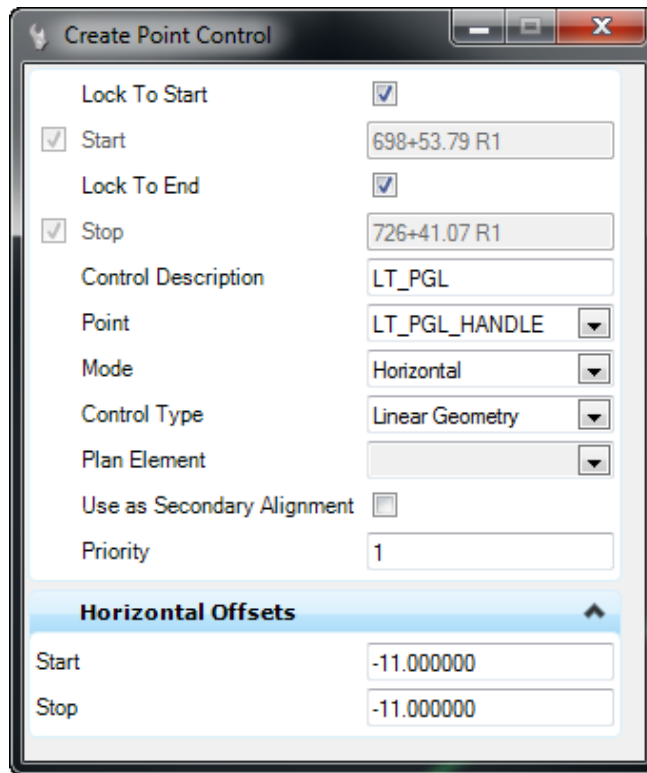 Create Point Control
Lock To Start
Start 698+53.79 R1
Lock To End
Stop 726+41.07 R1
Control Description LT_PGL
Point LT_PGL_HANDLE
Mode Horizontal
Control Type Linear Geometry
Plan Element
Use as Secondary Alignment
Priority 1
Horizontal Offsets
Start -11.000000
Stop -11.000000